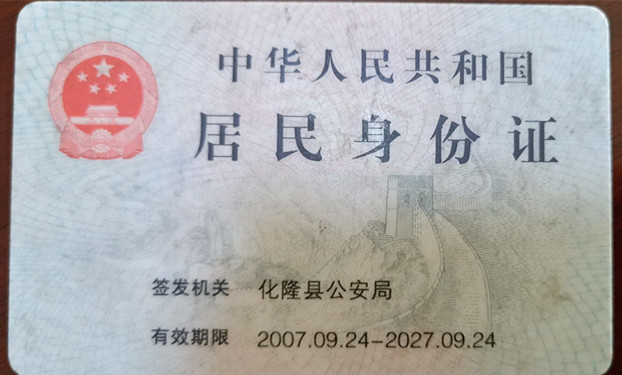 中华人民共和国
居民身份证
签发机关 化隆县公安局
有效期限 2007.09.24-2027.09.24